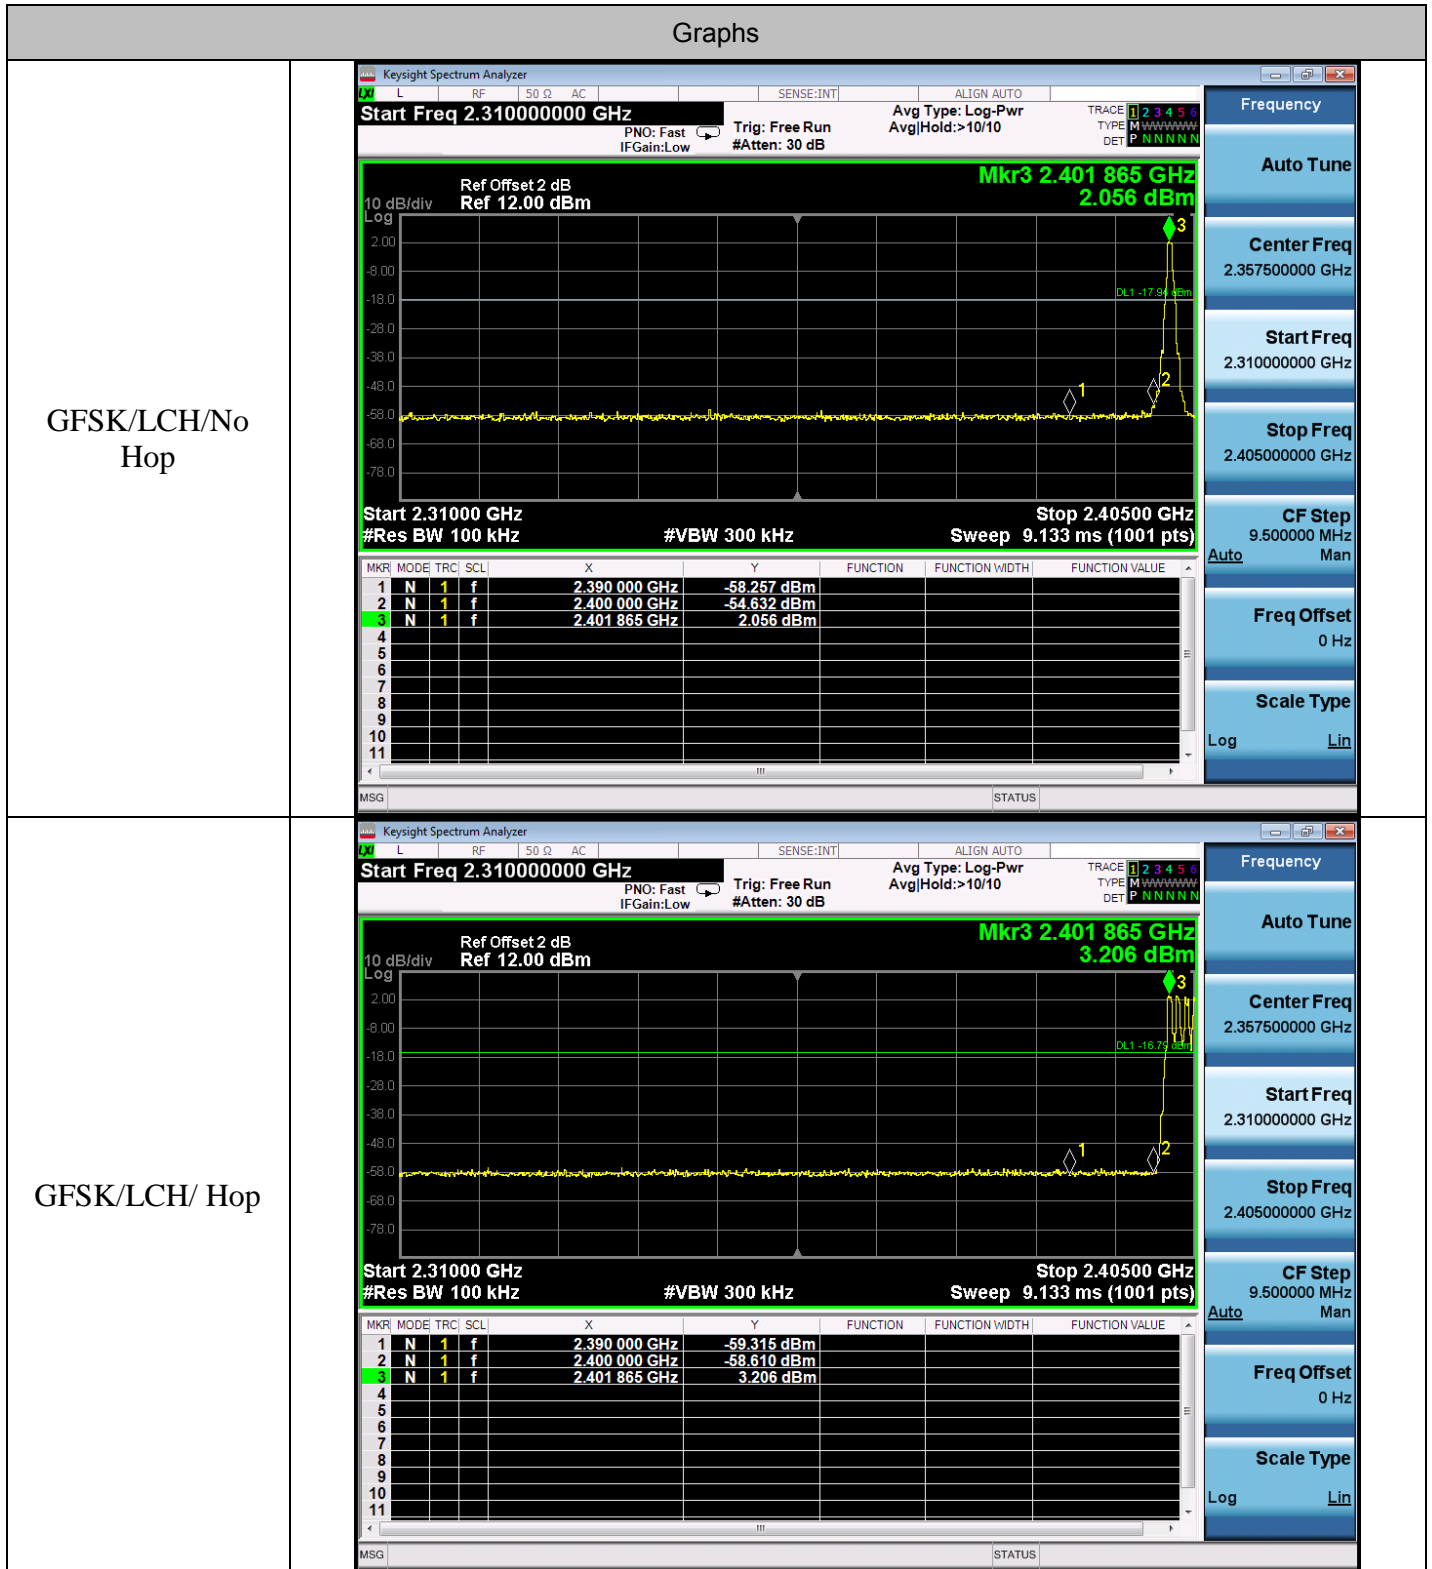 Graphs
GFSK/LCH/No
Hop
Keysight Spectrum Analyzer
LXI L RF 50 Ω AC SENSE:INT ALIGN AUTO
Start Freq 2.310000000 GHz
PNO: Fast
IFGain:Low
Trig: Free Run
#Atten: 30 dB
Avg Type: Log-Pwr
Avg|Hold:>10/10
TRACE 1 2 3 4 5 6
TYPE M WWWWW
DET P N N N N N
Mkr3 2.401 865 GHz
2.056 dBm
Ref Offset 2 dB
10 dB/div Ref 12.00 dBm
Log
3
2.00
-8.00
DL1 -17.94 dBm
-18.0
-28.0
-38.0
-48.0
1
2
-58.0
-68.0
-78.0
Start 2.31000 GHz Stop 2.40500 GHz
#Res BW 100 kHz #VBW 300 kHz Sweep 9.133 ms (1001 pts)
MKR MODE TRC SCL X Y FUNCTION FUNCTION WIDTH FUNCTION VALUE
1 N 1 f 2.390 000 GHz -58.257 dBm
2 N 1 f 2.400 000 GHz -54.632 dBm
3 N 1 f 2.401 865 GHz 2.056 dBm
4
5
6
7
8
9
10
11
MSG STATUS
Frequency
Auto Tune
Center Freq
2.357500000 GHz
Start Freq
2.310000000 GHz
Stop Freq
2.405000000 GHz
CF Step
9.500000 MHz
Auto Man
Freq Offset
0 Hz
Scale Type
Log Lin
GFSK/LCH/ Hop
Keysight Spectrum Analyzer
LXI L RF 50 Ω AC SENSE:INT ALIGN AUTO
Start Freq 2.310000000 GHz
PNO: Fast
IFGain:Low
Trig: Free Run
#Atten: 30 dB
Avg Type: Log-Pwr
Avg|Hold:>10/10
TRACE 1 2 3 4 5 6
TYPE M WWWWW
DET P N N N N N
Mkr3 2.401 865 GHz
3.206 dBm
Ref Offset 2 dB
10 dB/div Ref 12.00 dBm
Log
3
2.00
-8.00
DL1 -16.79 dBm
-18.0
-28.0
-38.0
-48.0
1
2
-58.0
-68.0
-78.0
Start 2.31000 GHz Stop 2.40500 GHz
#Res BW 100 kHz #VBW 300 kHz Sweep 9.133 ms (1001 pts)
MKR MODE TRC SCL X Y FUNCTION FUNCTION WIDTH FUNCTION VALUE
1 N 1 f 2.390 000 GHz -59.315 dBm
2 N 1 f 2.400 000 GHz -58.610 dBm
3 N 1 f 2.401 865 GHz 3.206 dBm
4
5
6
7
8
9
10
11
MSG STATUS
Frequency
Auto Tune
Center Freq
2.357500000 GHz
Start Freq
2.310000000 GHz
Stop Freq
2.405000000 GHz
CF Step
9.500000 MHz
Auto Man
Freq Offset
0 Hz
Scale Type
Log Lin